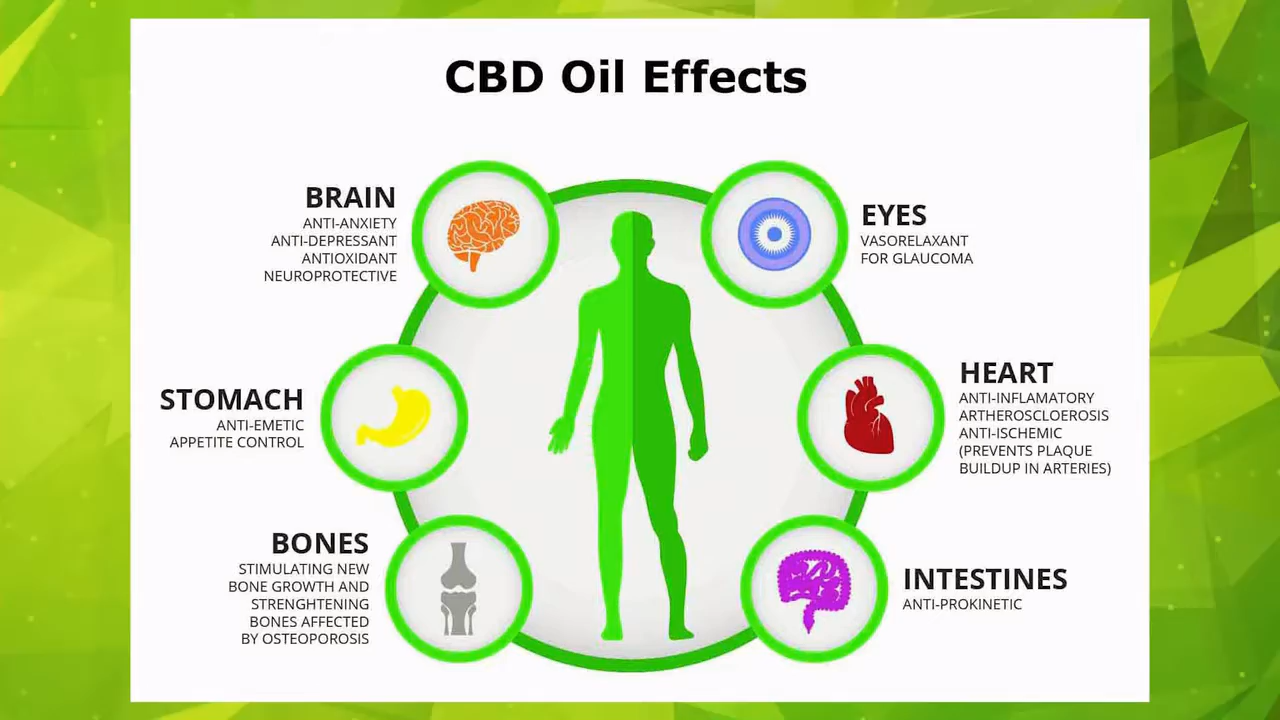 CBD Oil Effects
BRAIN
ANTI-ANXIETY
ANTI-DEPRESSANT
ANTIOXIDANT
NEUROPROTECTIVE
EYES
VASORELAXANT
FOR GLAUCOMA
STOMACH
ANTI-EMETIC
APPETITE CONTROL
HEART
ANTI-INFLAMATORY
ARTHEROSCLOEROSIS
ANTI-ISCHEMIC
(PREVENTS PLAQUE
BUILDUP IN ARTERIES)
BONES
STIMULATING NEW
BONE GROWTH AND
STRENGHTENING
BONES AFFECTED
BY OSTEOPOROSIS
INTESTINES
ANTI-PROKINETIC